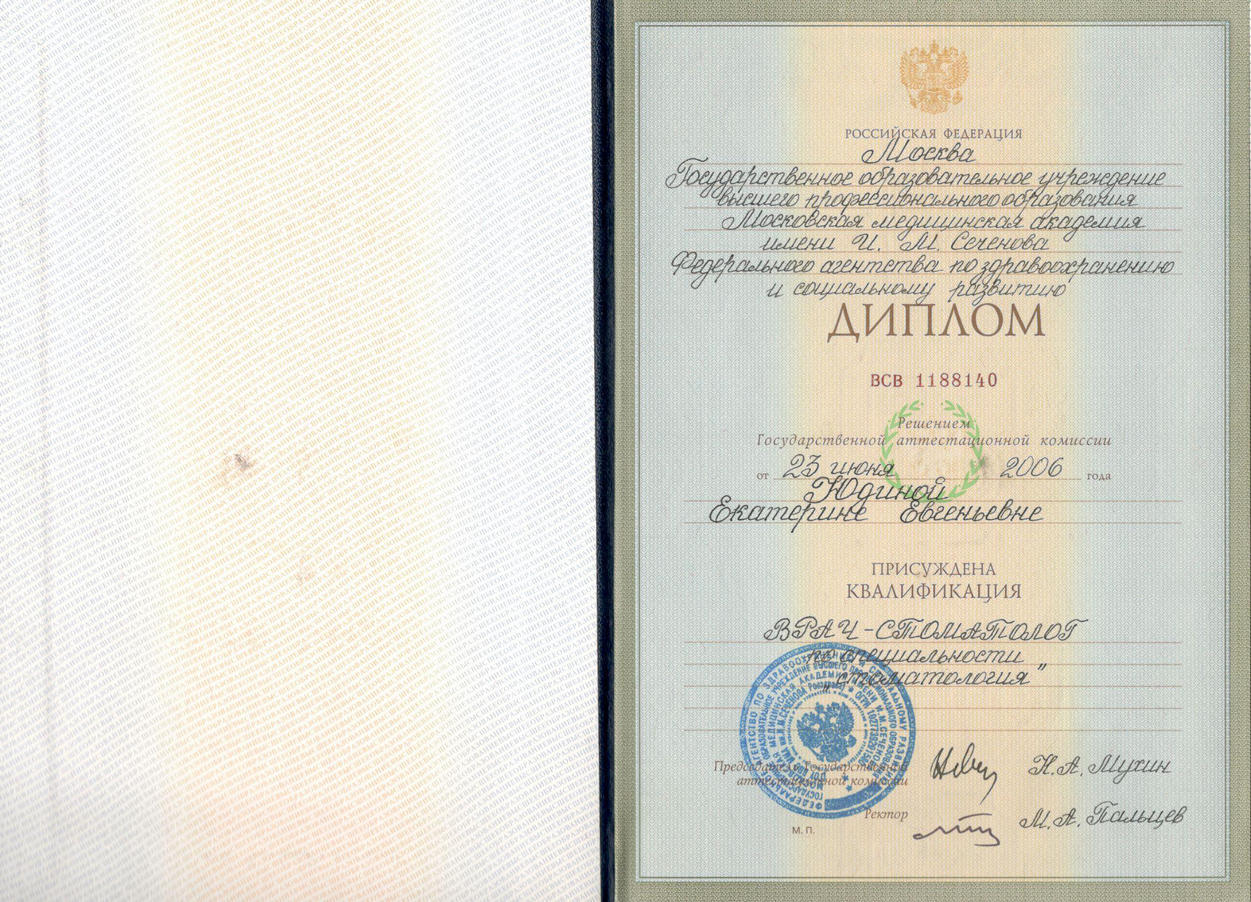 РОССИЙСКАЯ ФЕДЕРАЦИЯ
Москва
Государственное образовательное учреждение
высшего профессионального образования
Московская медицинская академия
имени И. М. Сеченова
Федерального агентства по здравоохранению
и социальному развитию
ДИПЛОМ
ВСВ 1188140
Решением
Государственной аттестационной комиссии
от 23 июня 2006 года
Юдиной
Екатерине Евгеньевне
ПРИСУЖДЕНА
КВАЛИФИКАЦИЯ
ВРАЧ-СТОМАТОЛОГ
по специальности
„стоматология”
Председатель Государственной
аттестационной комиссии
Н.А. Мухин
Ректор
М.А. Пальцев
М. П.